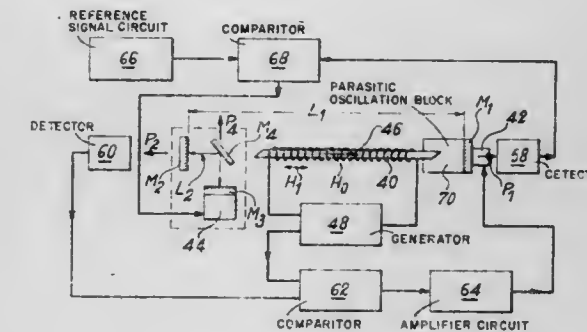 REFERENCE
SIGNAL CIRCUIT
66
COMPARITOR
68
PARASITIC
OSCILLATION BLOCK
DETECTOR
60
P2
M2
L2
P4
M4
M3
44
L1
46
H1
H0
40
M1
42
58
P1
DETECT
70
48
GENERATOR
62
COMPARITOR
64
AMPLIFIER CIRCUIT